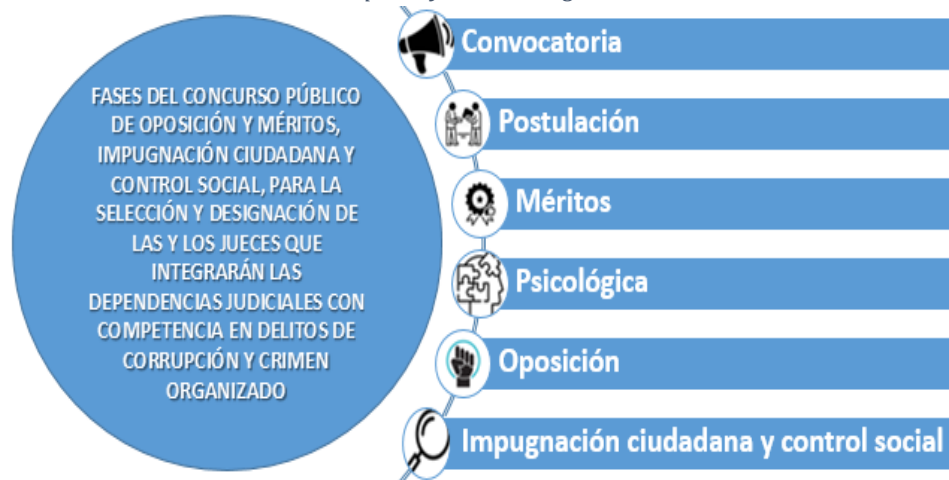 FASES DEL CONCURSO PÚBLICO
DE OPOSICIÓN Y MÉRITOS,
IMPUGNACIÓN CIUDADANA Y
CONTROL SOCIAL, PARA LA
SELECCIÓN Y DESIGNACIÓN DE
LAS Y LOS JUECES QUE
INTEGRARÁN LAS
DEPENDENCIAS JUDICIALES CON
COMPETENCIA EN DELITOS DE
CORRUPCIÓN Y CRIMEN
ORGANIZADO
Convocatoria
Postulación
Méritos
Psicológica
Oposición
Impugnación ciudadana y control social